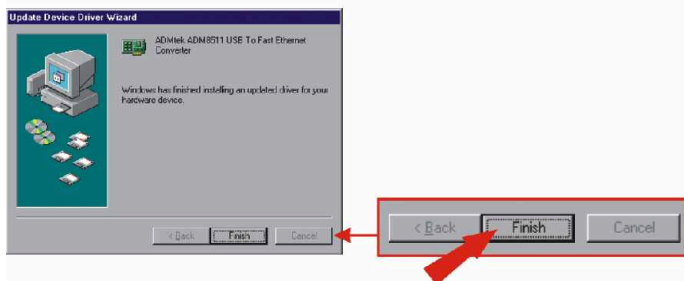 Update Device Driver Wizard
ADMtek ADM8511 USB To Fast Ethernet
Converter
Windows has finished installing an updated driver for your
hardware device.
< Back Finish Cancel
< Back Finish Cancel